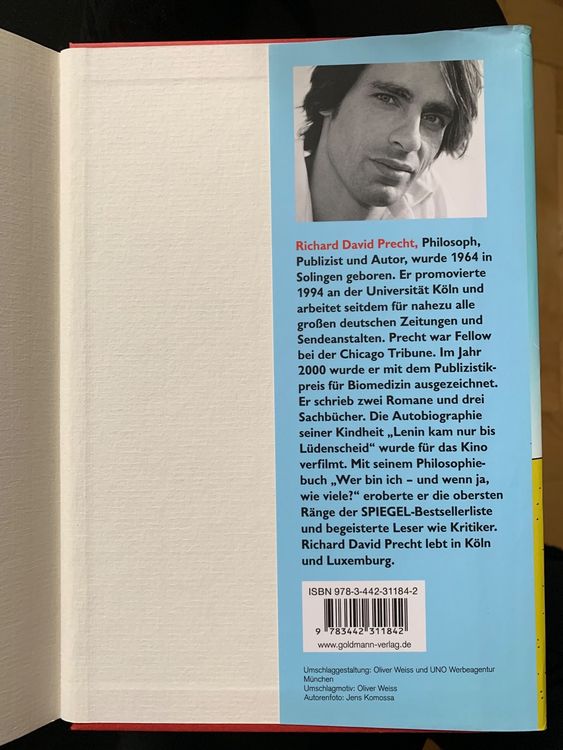 Richard David Precht, Philosoph,
Publizist und Autor, wurde 1964 in
Solingen geboren. Er promovierte
1994 an der Universität Köln und
arbeitet seitdem für nahezu alle
großen deutschen Zeitungen und
Sendeanstalten. Precht war Fellow
bei der Chicago Tribune. Im Jahr
2000 wurde er mit dem Publizistik-
preis für Biomedizin ausgezeichnet.
Er schrieb zwei Romane und drei
Sachbücher. Die Autobiographie
seiner Kindheit „Lenin kam nur bis
Lüdenscheid“ wurde für das Kino
verfilmt. Mit seinem Philosophie-
buch „Wer bin ich – und wenn ja,
wie viele?“ eroberte er die obersten
Ränge der SPIEGEL-Bestsellerliste
und begeisterte Leser wie Kritiker.
Richard David Precht lebt in Köln
und Luxemburg.
ISBN 978-3-442-31184-2
9 783442 311842
www.goldmann-verlag.de
Umschlaggestaltung: Oliver Weiss und UNO Werbeagentur
München
Umschlagmotiv: Oliver Weiss
Autorenfoto: Jens Komossa